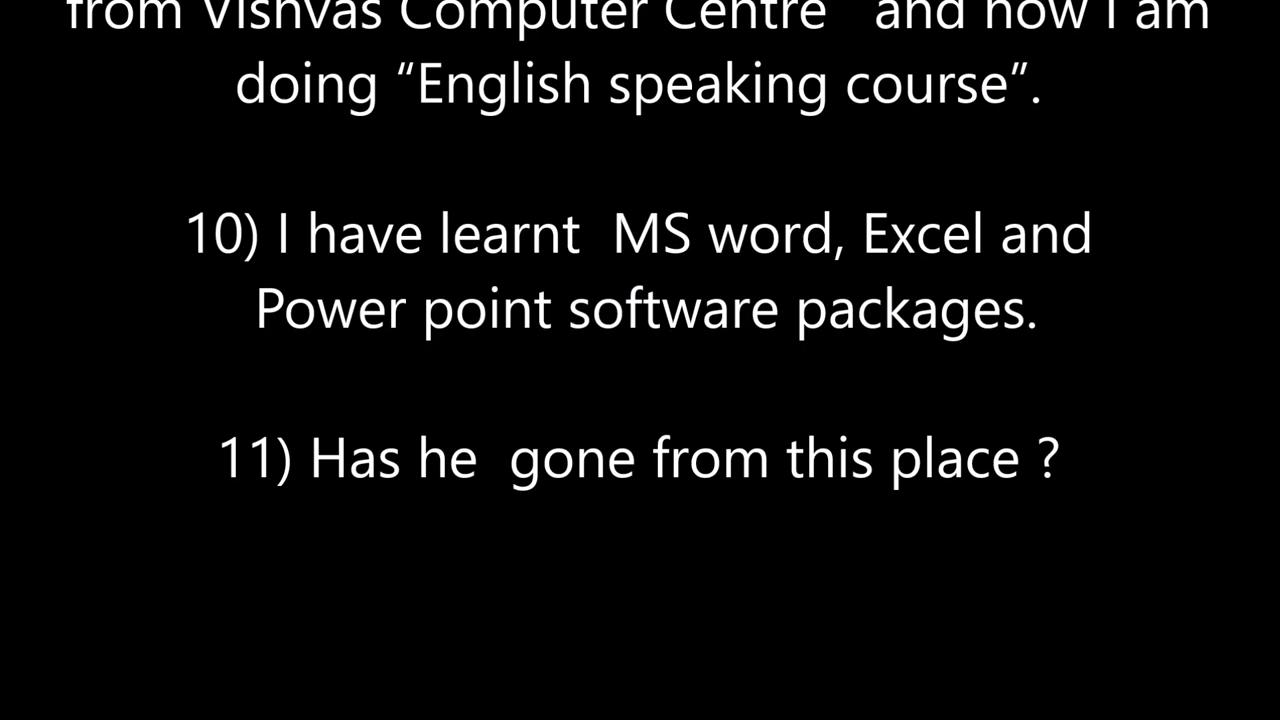 from Vishvas Computer Centre and now I am
doing “English speaking course”.
10) I have learnt MS word, Excel and
Power point software packages.
11) Has he gone from this place ?